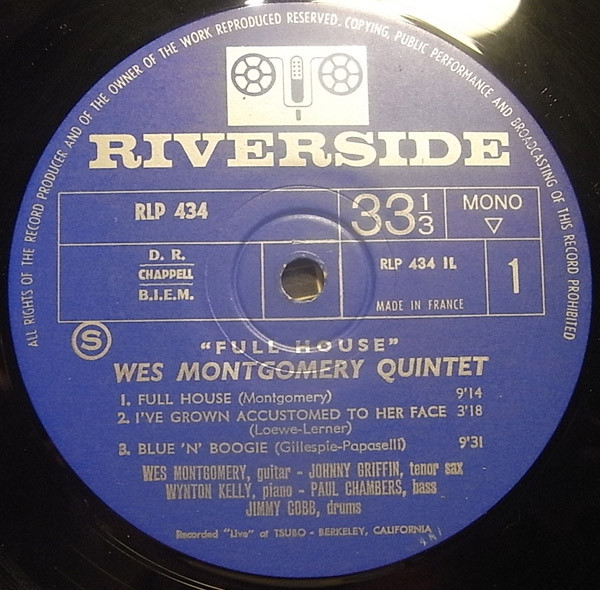 ALL RIGHTS OF THE RECORD PRODUCER AND OF THE OWNER OF THE WORK REPRODUCED RESERVED. COPYING, PUBLIC PERFORMANCE AND BROADCASTING OF THIS RECORD PROHIBITED
RIVERSIDE
RLP 434
33 1/3
MONO
D. R.
CHAPPELL
B.I.E.M.
RLP 434 IL
MADE IN FRANCE
1
S
"FULL HOUSE"
WES MONTGOMERY QUINTET
1. FULL HOUSE (Montgomery) 9'14
2. I'VE GROWN ACCUSTOMED TO HER FACE 3'18
(Loewe-Lerner)
3. BLUE 'N' BOOGIE (Gillespie-Papaselli) 9'31
WES MONTGOMERY, guitar - JOHNNY GRIFFIN, tenor sax
WYNTON KELLY, piano - PAUL CHAMBERS, bass
JIMMY COBB, drums
Recorded "Live" at TSUBO - BERKELEY, CALIFORNIA